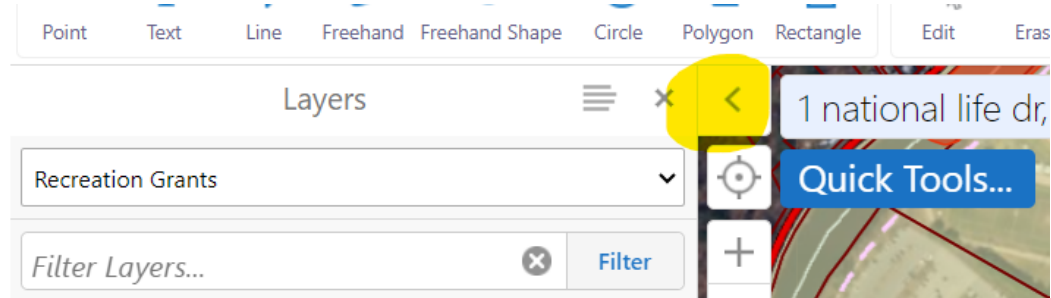 Point Text Line Freehand Freehand Shape Circle Polygon Rectangle Edit
Layers
1 national life dr,
Recreation Grants
Quick Tools...
Filter Layers...
Filter